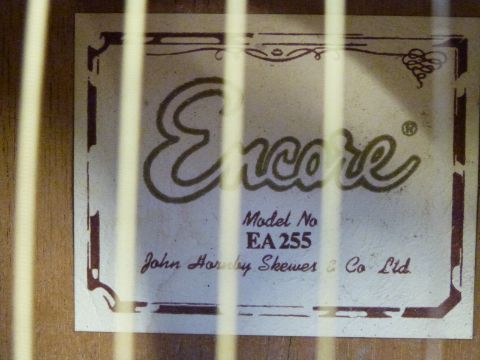 Encore®
Model No
EA255
John Hornby Skewes & Co Ltd